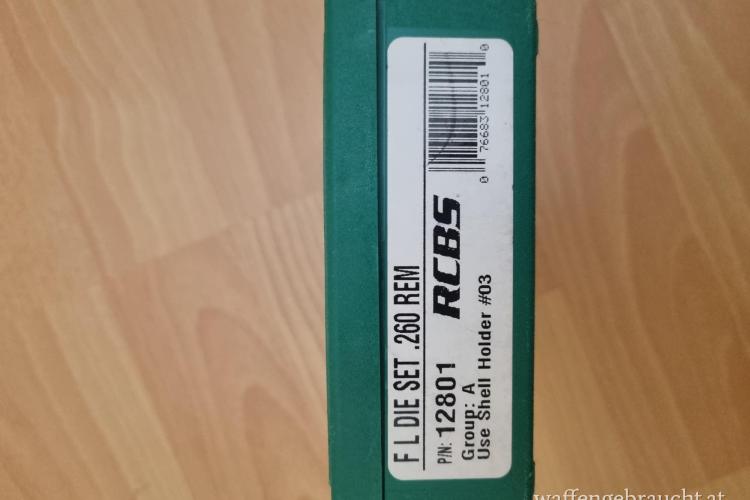 F L DIE SET .260 REM
P/N: 12801 RCBS
Group: A
Use Shell Holder #03
0 76683 12801 0
waffengebraucht.at